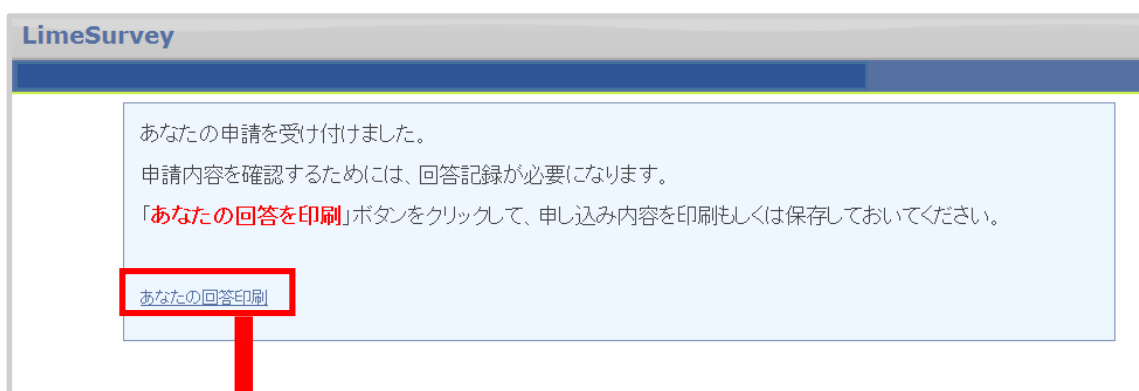 LimeSurvey
あなたの申請を受け付けました。
申請内容を確認するためには、回答記録が必要になります。
「あなたの回答を印刷」ボタンをクリックして、申し込み内容を印刷もしくは保存しておいてください。
あなたの回答印刷